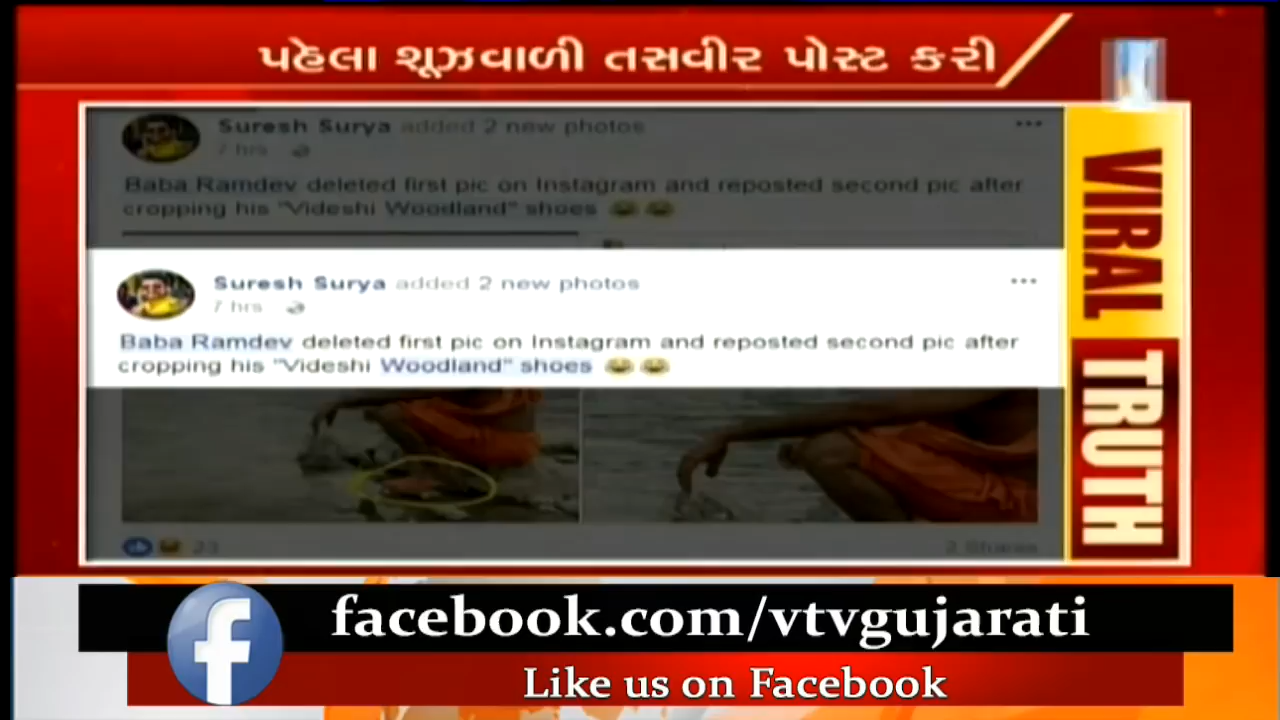 પહેલા શૂઝવાળી તસવીર પોસ્ટ કરી
Suresh Surya added 2 new photos
7 hrs
Baba Ramdev deleted first pic on Instagram and reposted second pic after
cropping his "Videshi Woodland" shoes 😂 😂
Suresh Surya added 2 new photos
7 hrs
Baba Ramdev deleted first pic on Instagram and reposted second pic after
cropping his "Videshi Woodland" shoes 😂 😂
23
2 Shares
VIRAL TRUTH
facebook.com/vtvgujarati
Like us on Facebook